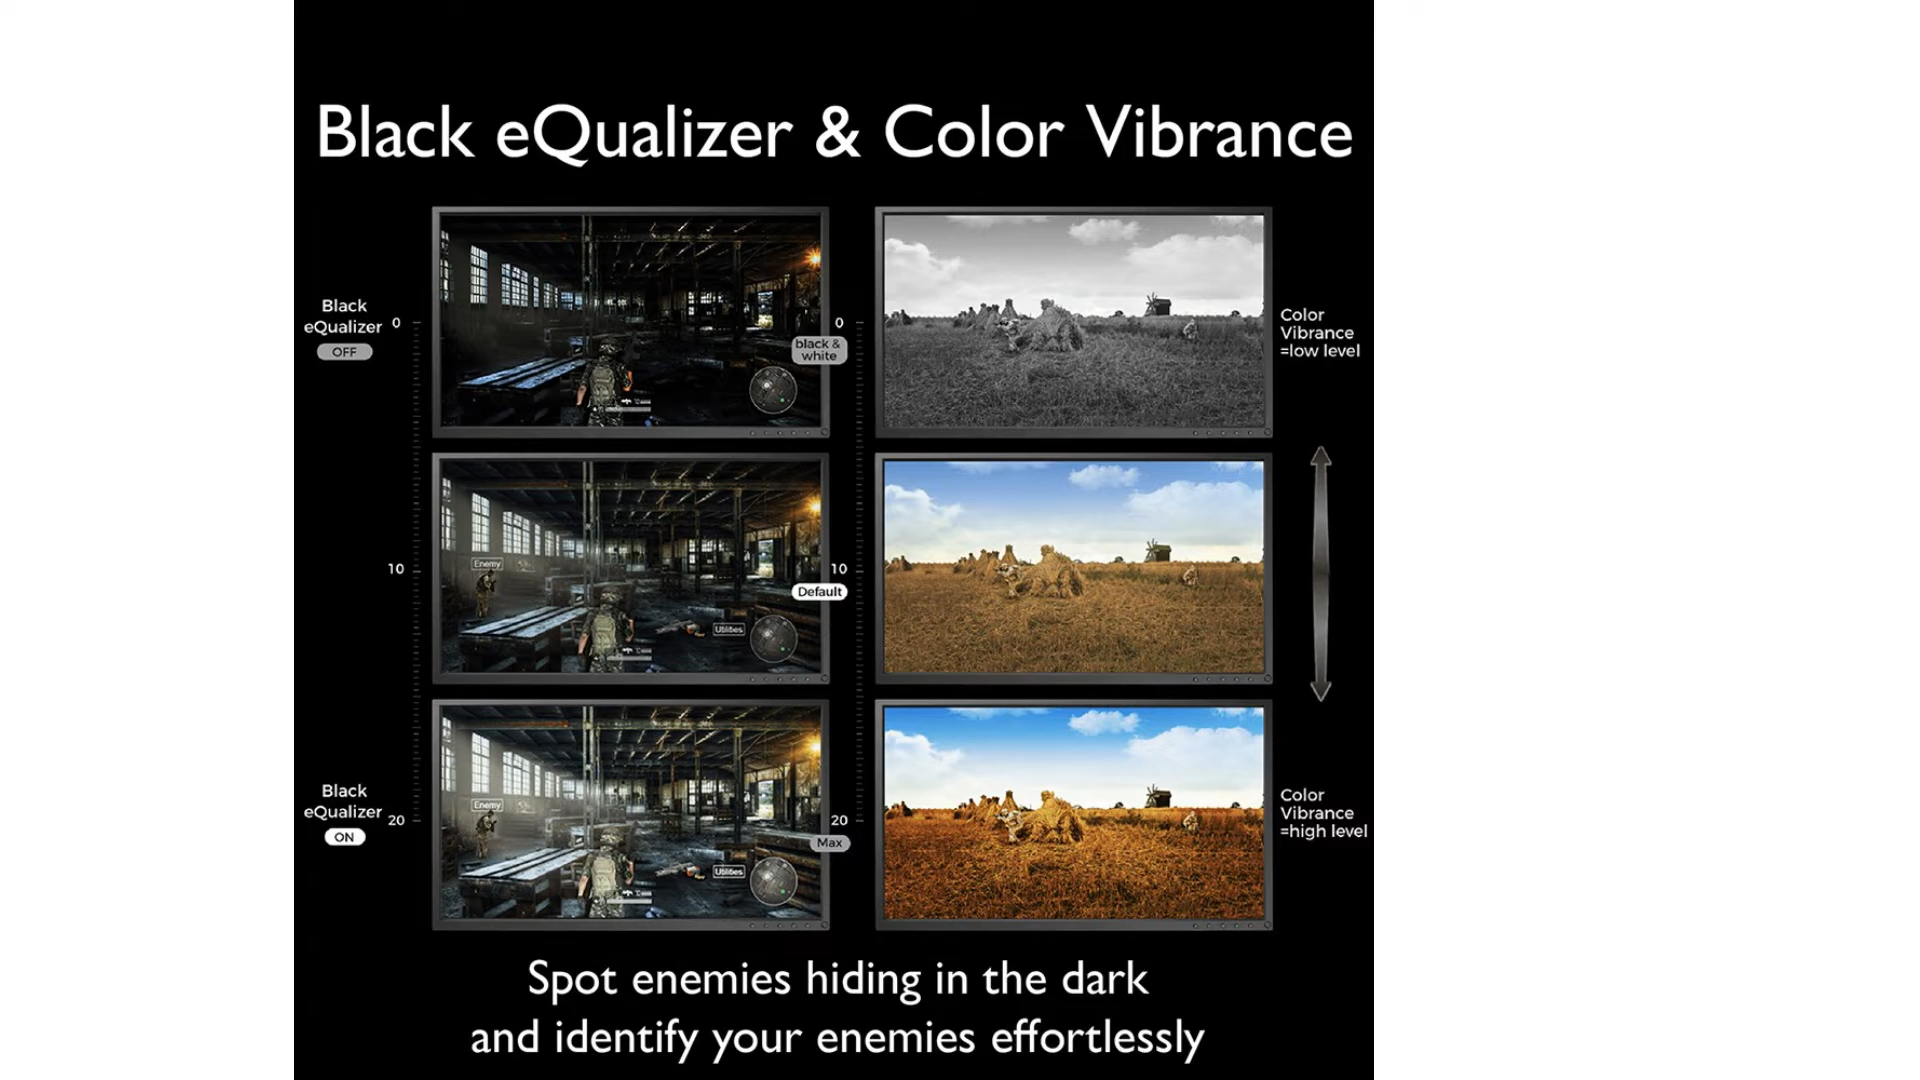 Black eQualizer & Color Vibrance
Black
eQualizer
OFF
0
10
Black
eQualizer
ON
20
Enemy
Utilities
Enemy
Utilities
0
black &
white
10
Default
20
Max
Color
Vibrance
=low level
Color
Vibrance
=high level
Spot enemies hiding in the dark
and identify your enemies effortlessly